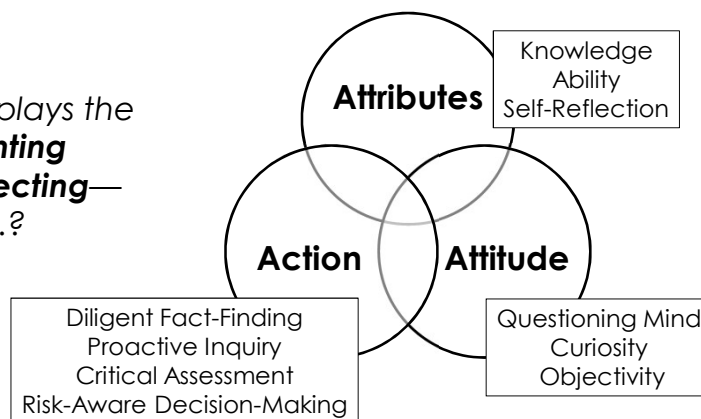 plays the
nting
ecting—
.?
Attributes
Knowledge
Ability
Self-Reflection
Action
Attitude
Diligent Fact-Finding
Proactive Inquiry
Critical Assessment
Risk-Aware Decision-Making
Questioning Mind
Curiosity
Objectivity